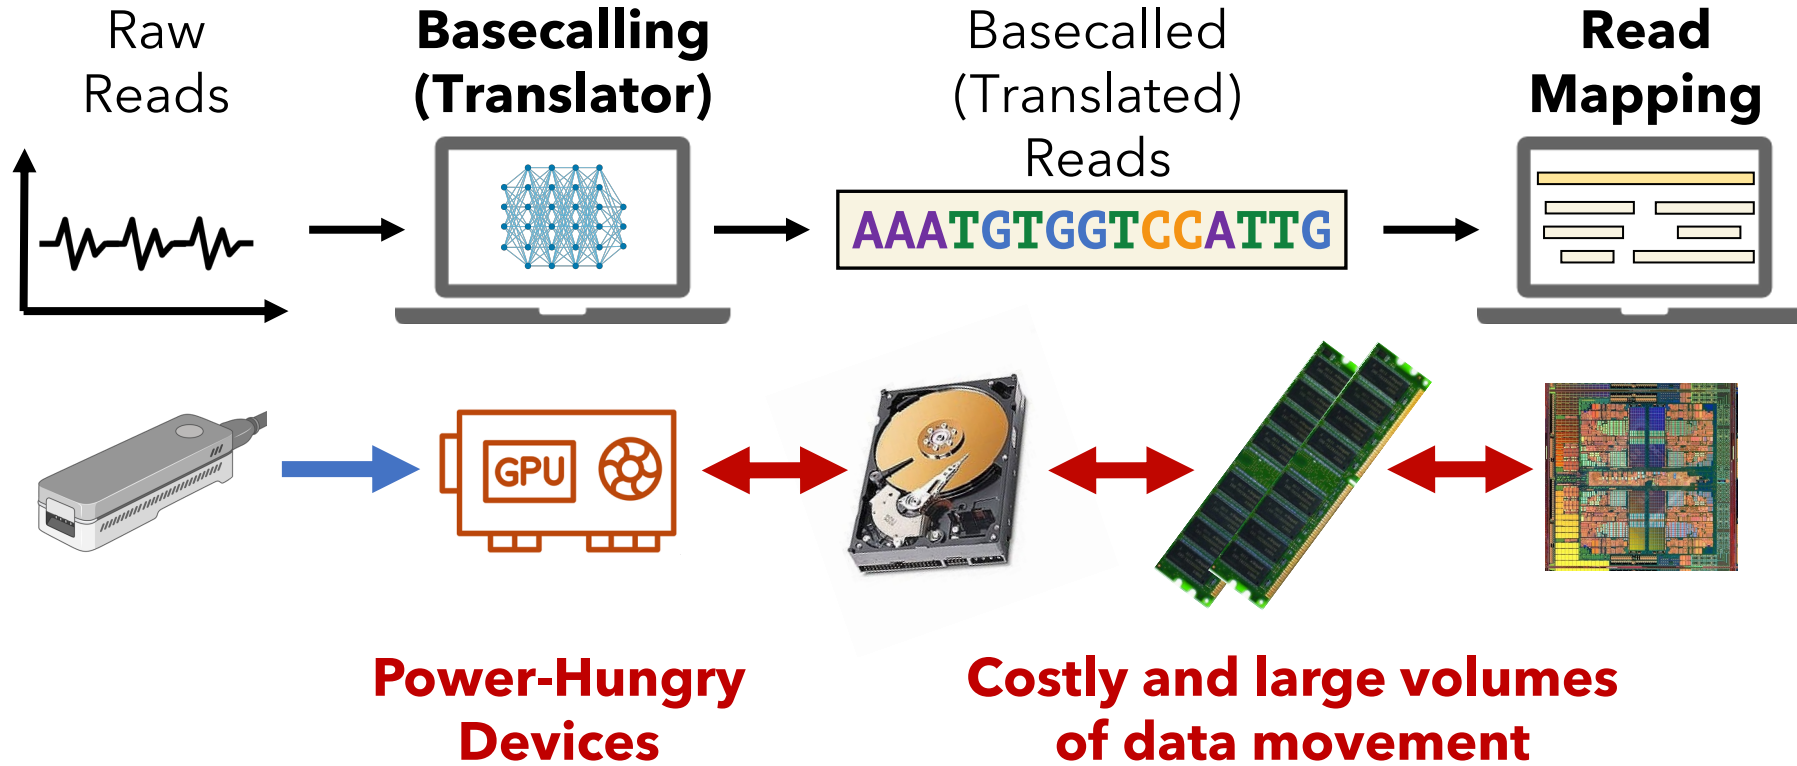 Raw
Reads
Basecalling
(Translator)
Basecalled
(Translated)
Reads
Read
Mapping
AAATGTGGTCCATTG
GPU
Power-Hungry
Devices
Costly and large volumes
of data movement